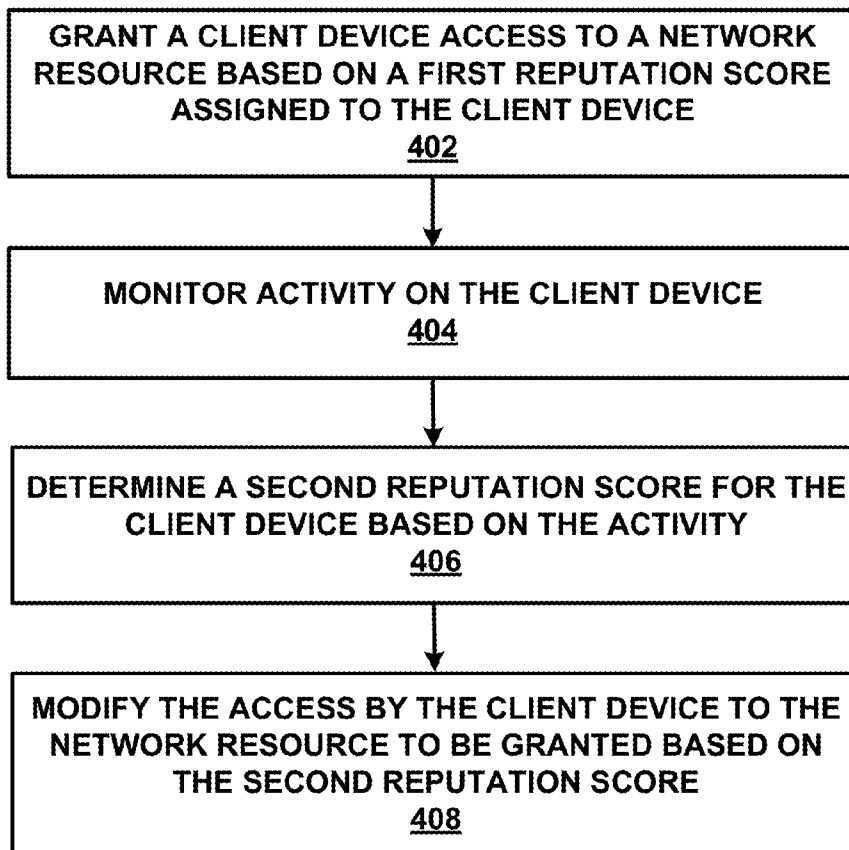 GRANT A CLIENT DEVICE ACCESS TO A NETWORK
RESOURCE BASED ON A FIRST REPUTATION SCORE
ASSIGNED TO THE CLIENT DEVICE
402
MONITOR ACTIVITY ON THE CLIENT DEVICE
404
DETERMINE A SECOND REPUTATION SCORE FOR THE
CLIENT DEVICE BASED ON THE ACTIVITY
406
MODIFY THE ACCESS BY THE CLIENT DEVICE TO THE
NETWORK RESOURCE TO BE GRANTED BASED ON
THE SECOND REPUTATION SCORE
408